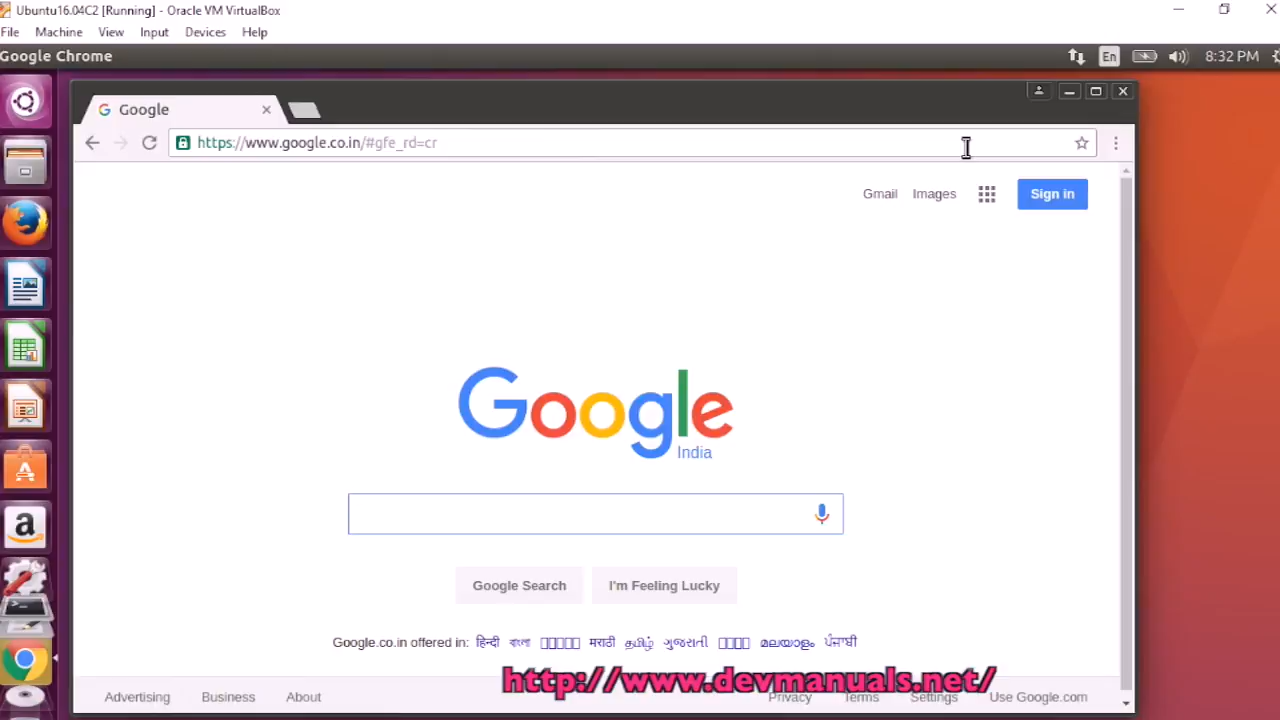 Ubuntu16.04C2 [Running] - Oracle VM VirtualBox
File Machine View Input Devices Help
Google Chrome En 8:32 PM
Google
https://www.google.co.in/#gfe_rd=cr
Gmail Images Sign in
Google
India
Google Search I'm Feeling Lucky
Google.co.in offered in: हिन्दी বাংলা मराठी தமிழ் ગુજરાતી മലയാളം ਪੰਜਾਬੀ
http://www.devmanuals.net/
Advertising Business About Privacy Terms Settings Use Google.com